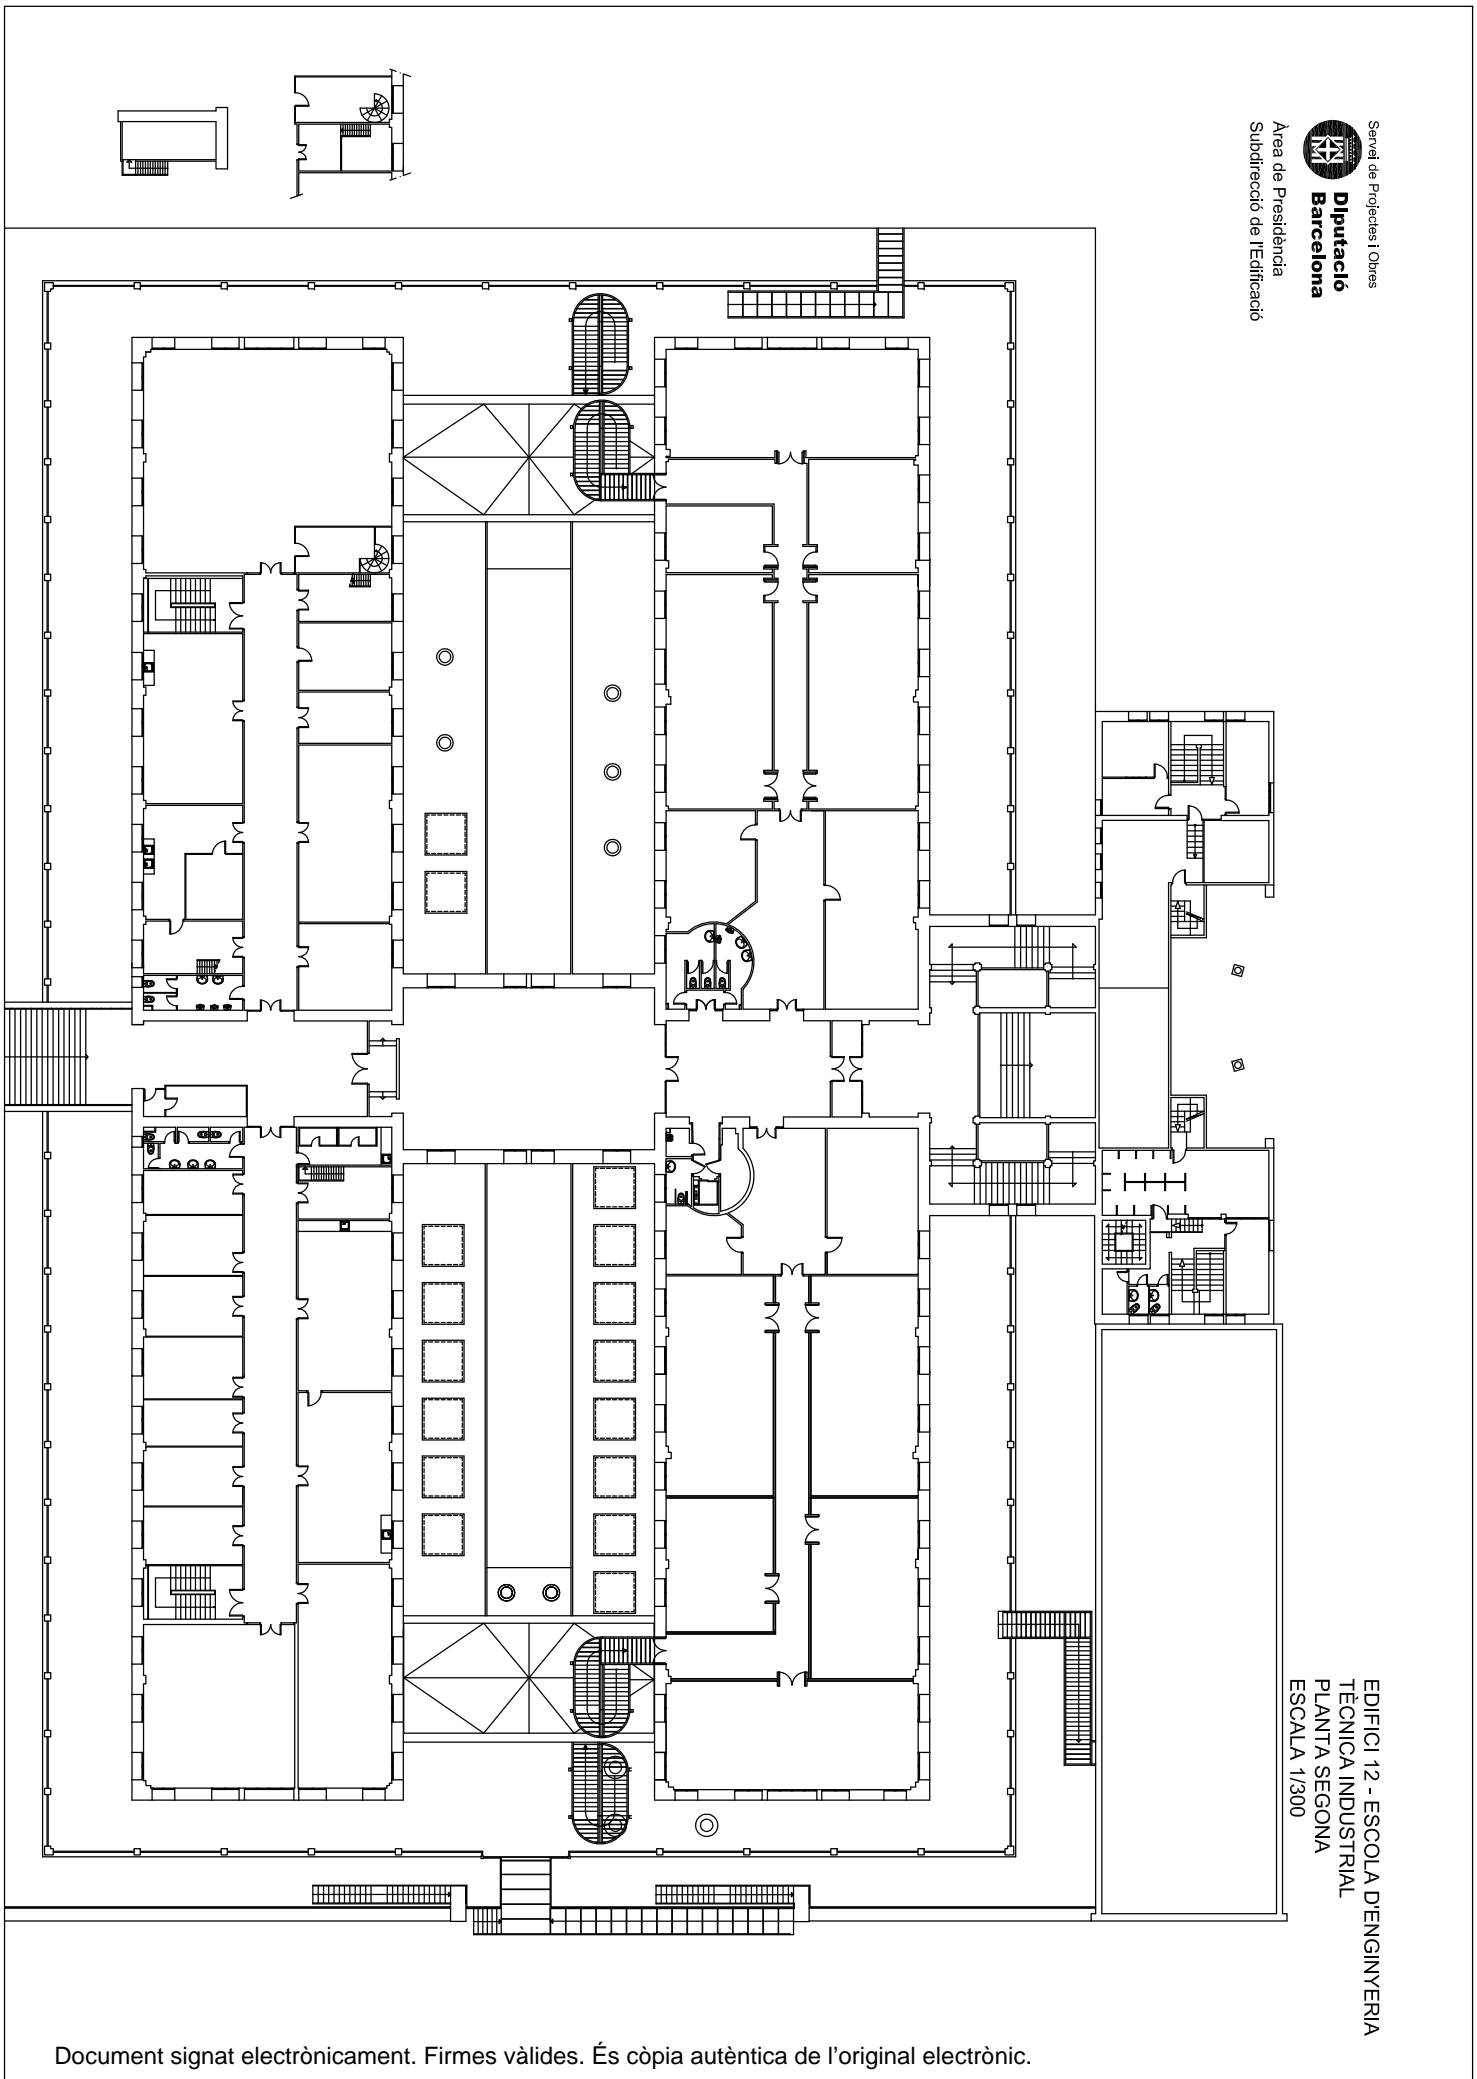 Servei de Projectes i Obres
Diputació
Barcelona
Àrea de Presidència
Subdirecció de l'Edificació
EDIFICI 12 - ESCOLA D'ENGINYERIA
TÈCNICA INDUSTRIAL
PLANTA SEGONA
ESCALA 1/300
Document signat electrònicament. Firmes vàlides. És còpia autèntica de l’original electrònic.